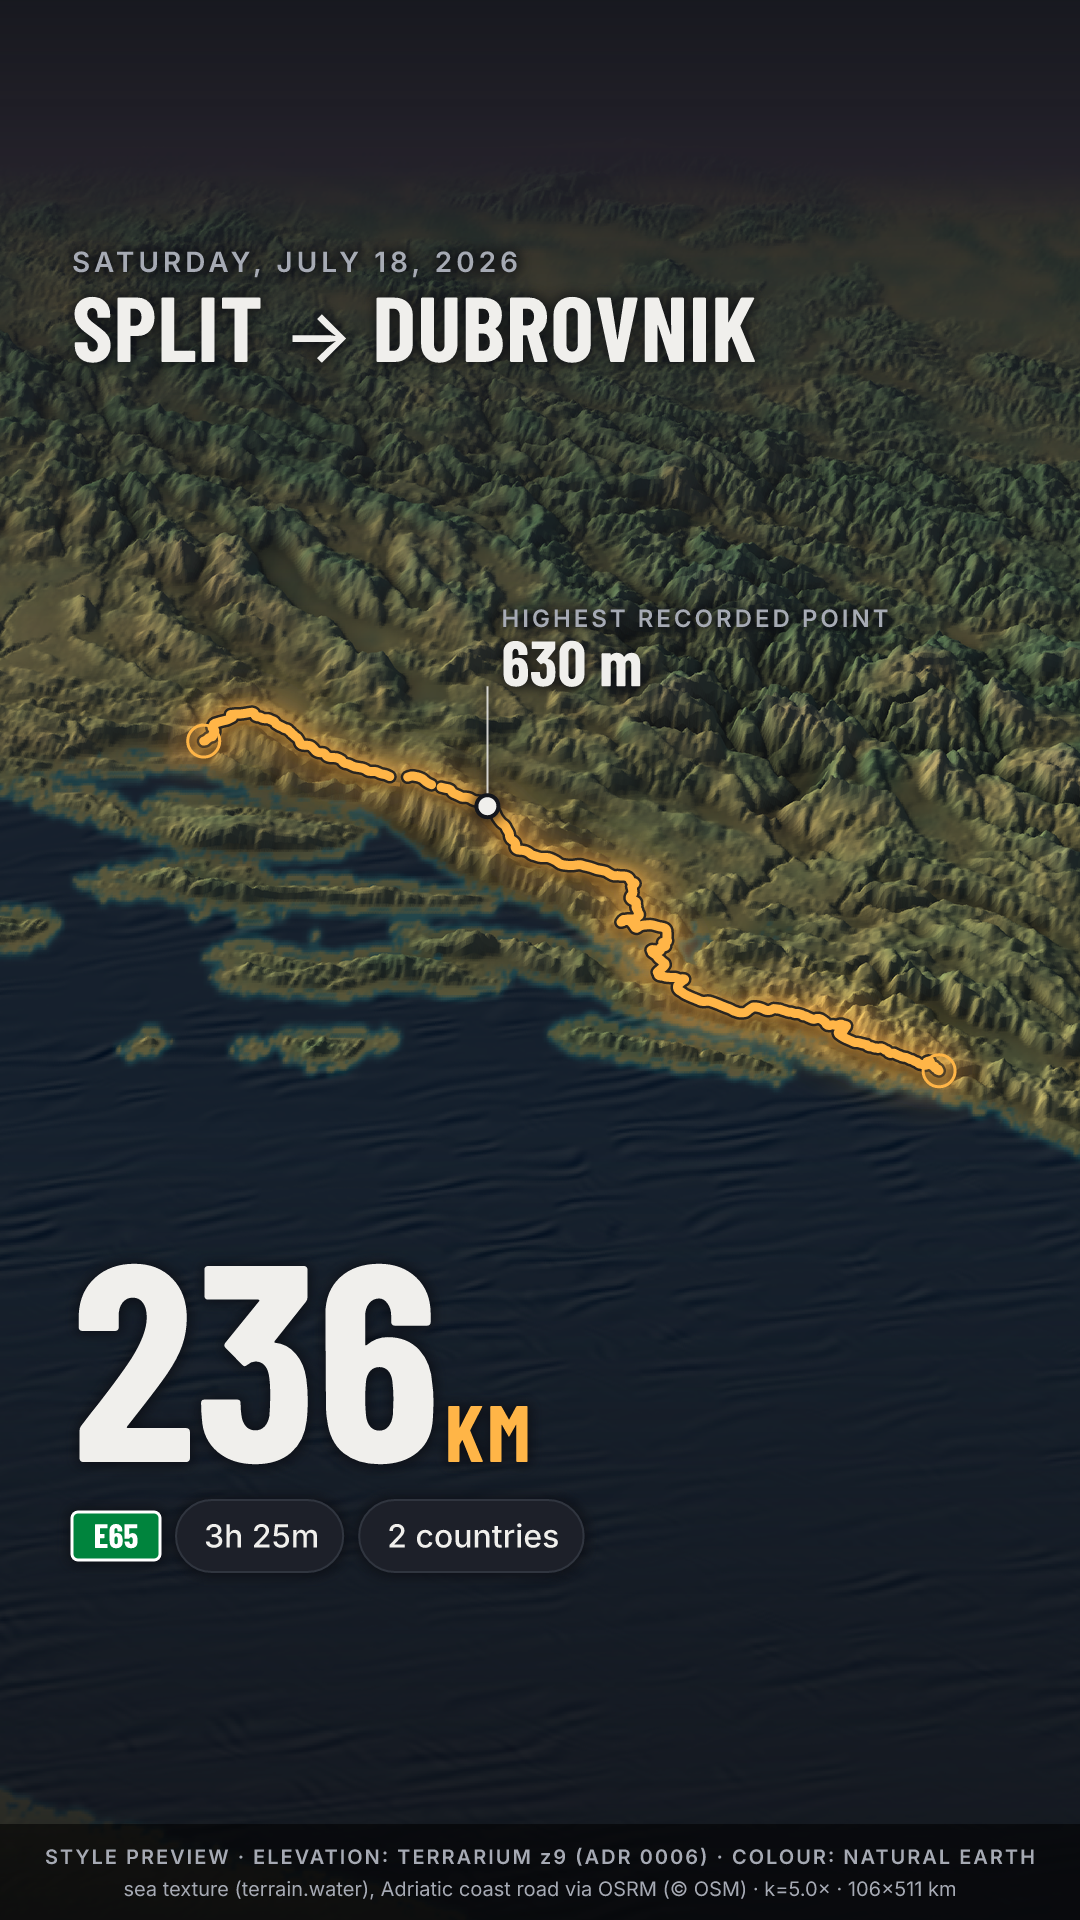 SATURDAY, JULY 18, 2026
SPLIT → DUBROVNIK
HIGHEST RECORDED POINT
630 m
236 KM
E65 3h 25m 2 countries
STYLE PREVIEW · ELEVATION: TERRARIUM z9 (ADR 0006) · COLOUR: NATURAL EARTH
sea texture (terrain.water), Adriatic coast road via OSRM (© OSM) · k=5.0× · 106×511 km